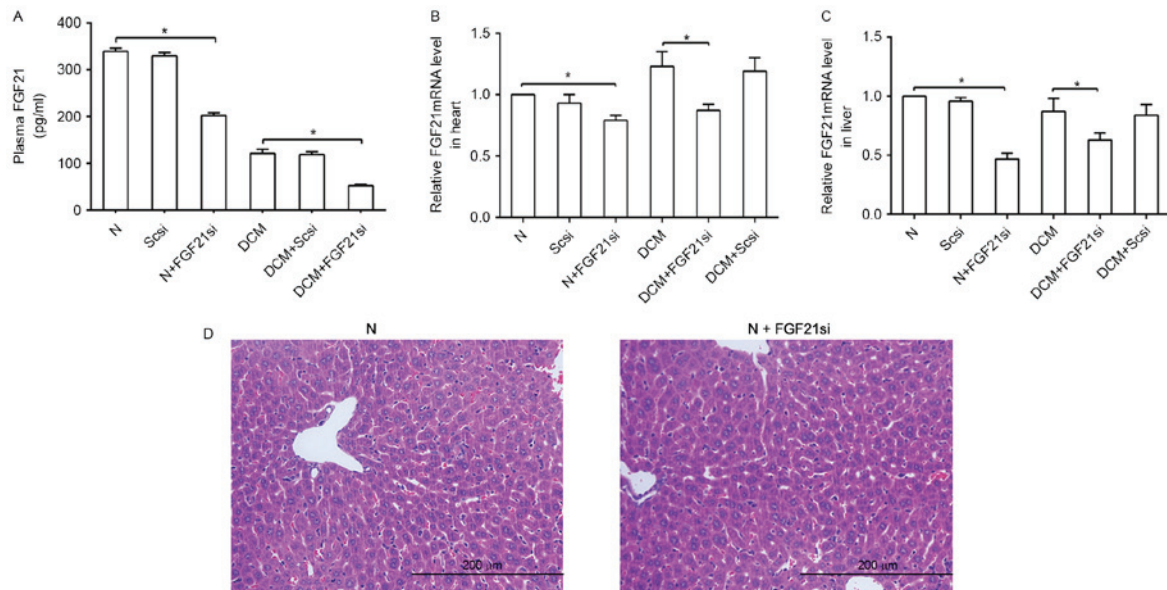 A
400
300
200
100
0
Plasma FGF21
(pg/ml)
*
*
N
Scsi
N+FGF21si
DCM
DCM+Scsi
DCM+FGF21si
B
1.5
1.0
0.5
1.0
Relative FGF21mRNA level
in heart
*
*
N
Scsi
N+FGF21si
DCM
DCM+FGF21si
DCM+Scsi
C
1.5
1.0
0.5
0.0
Relative FGF21mRNA level
in liver
*
*
N
Scsi
N+FGF21si
DCM
DCM+FGF21si
DCM+Scsi
D
N
200 μm
N + FGF21si
200 μm